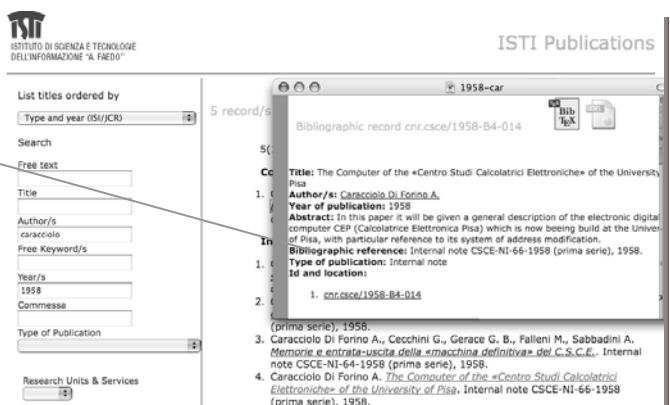 ISTI
ISTITUTO DI SCIENZA E TECNOLOGIE
DELL'INFORMAZIONE "A. FAEDO"
ISTI Publications
List titles ordered by
Type and year (ISI/JCR)
Search
Free text
Title
Author/s
caracciolo
Free Keyword/s
Year/s
1958
Commessa
Type of Publication
Research Units & Services
5 record/s
5(
Co
1.
In
1.
2.
1958-car
Bib
TeX
Bibliographic record cnr.csce/1958-B4-014
Title: The Computer of the «Centro Studi Calcolatrici Elettroniche» of the University
Pisa
Author/s: Caracciolo Di Forino A.
Year of publication: 1958
Abstract: In this paper it will be given a general description of the electronic digital
computer CEP (Calcolatrice Elettronica Pisa) which is now beeing build at the Univer
of Pisa, with particular reference to its system of address modification.
Bibliographic reference: Internal note CSCE-NI-66-1958 (prima serie), 1958.
Type of publication: Internal note
Id and location:
1. cnr.csce/1958-B4-014
(prima serie), 1958.
3. Caracciolo Di Forino A., Cecchini G., Gerace G. B., Falleni M., Sabbadini A.
Memorie e entrata-uscita della «macchina definitiva» del C.S.C.E.. Internal
note CSCE-NI-64-1958 (prima serie), 1958.
4. Caracciolo Di Forino A. The Computer of the «Centro Studi Calcolatrici
Elettroniche» of the University of Pisa. Internal note CSCE-NI-66-1958
(prima serie), 1958.